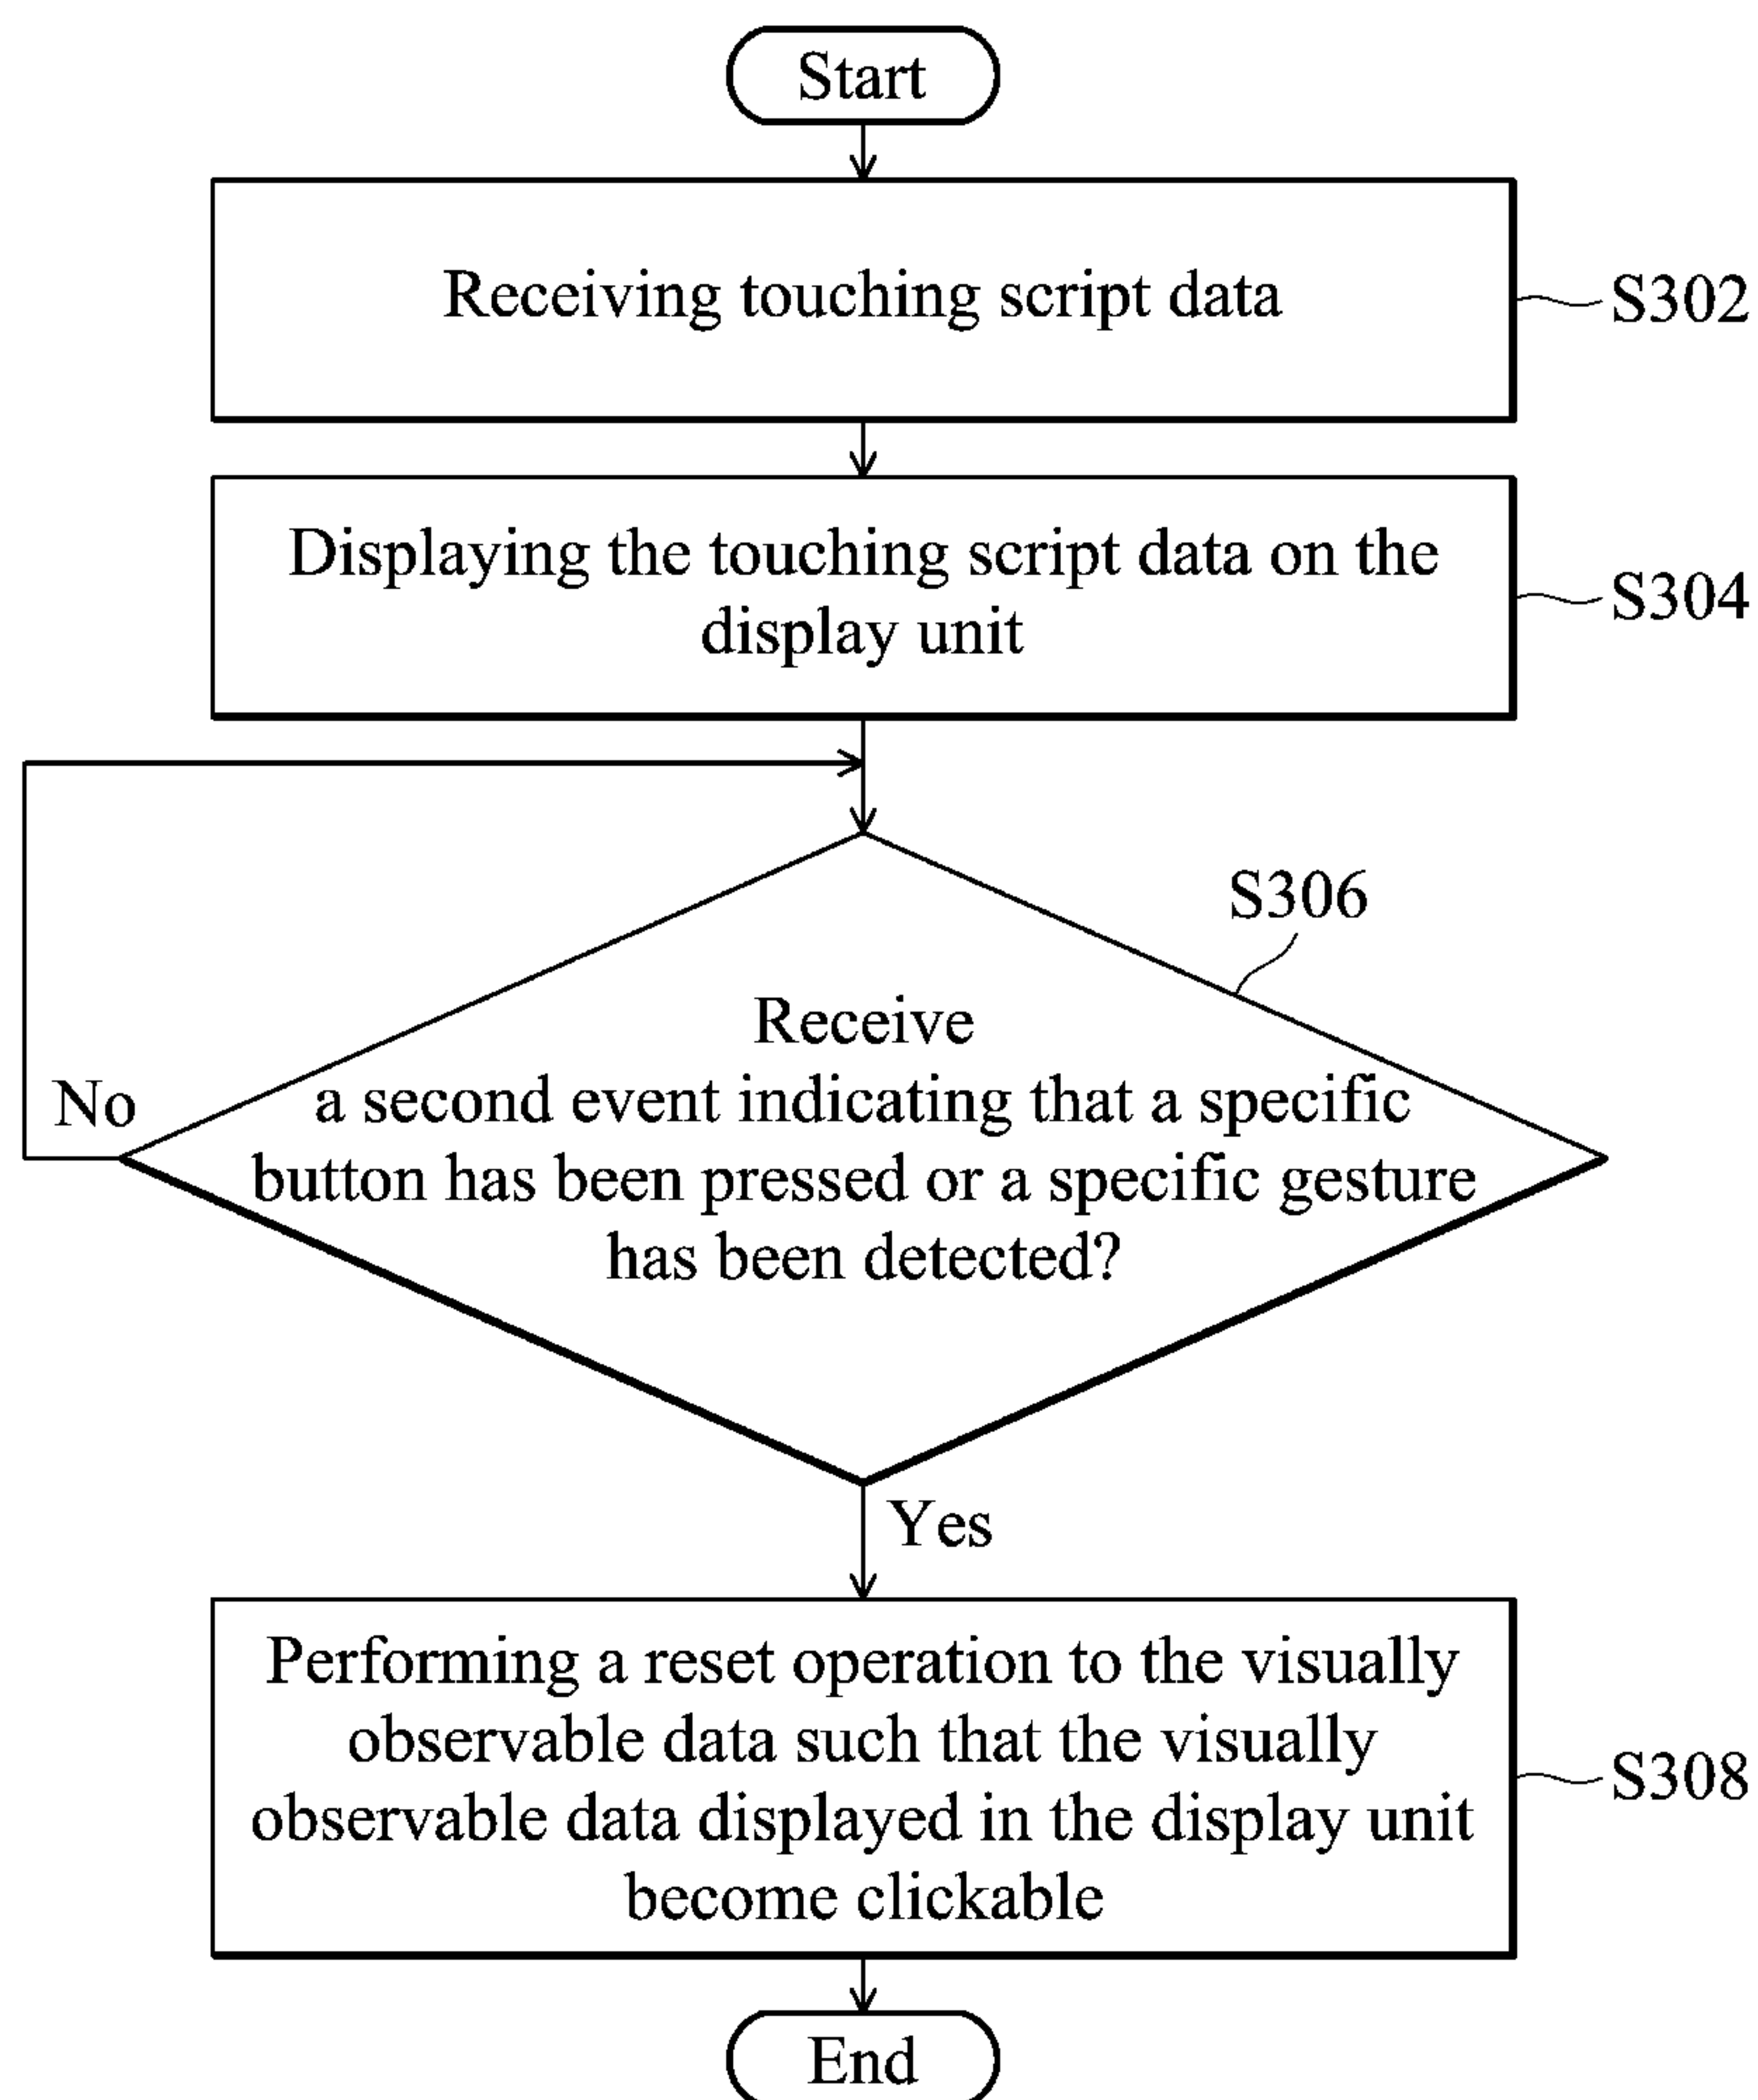 Start
Receiving touching script data
S302
Displaying the touching script data on the
display unit
S304
S306
Receive
a second event indicating that a specific
button has been pressed or a specific gesture
has been detected?
No
Yes
Performing a reset operation to the visually
observable data such that the visually
observable data displayed in the display unit
become clickable
S308
End